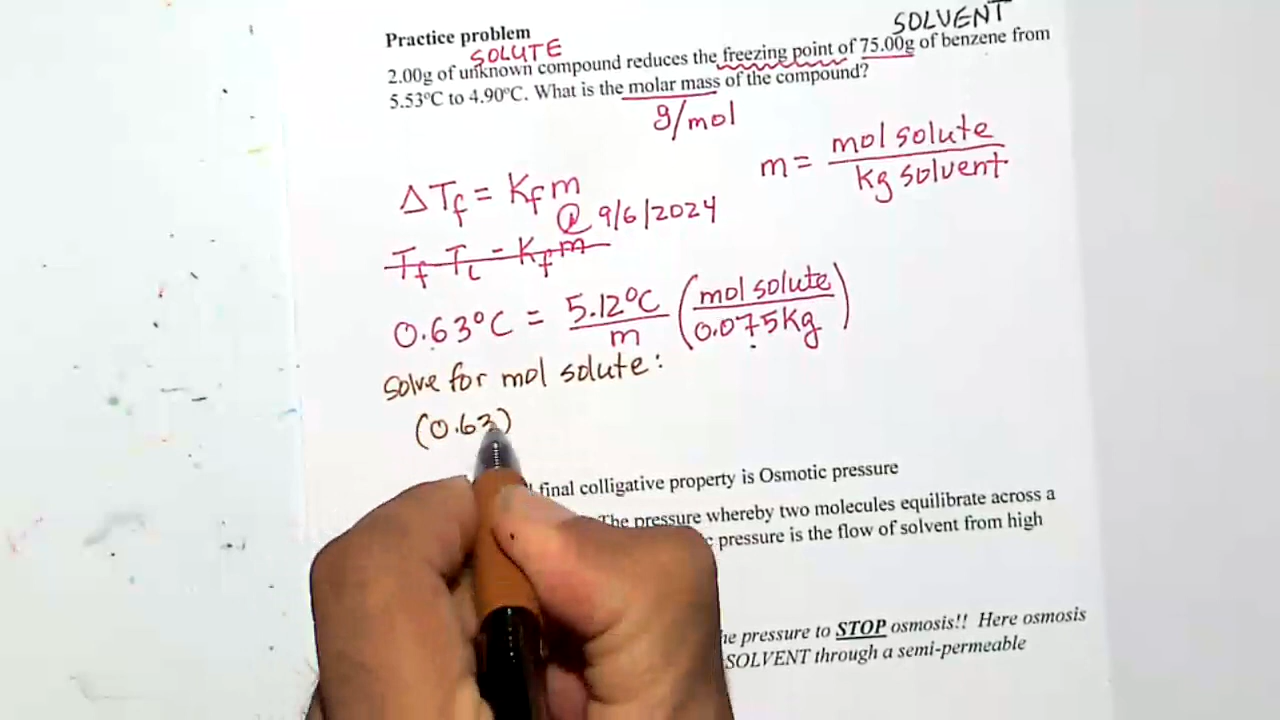 Practice problem
SOLUTE
SOLVENT
2.00g of unknown compound reduces the freezing point of 75.00g of benzene from
5.53ºC to 4.90ºC. What is the molar mass of the compound?
g/mol
m = mol solute / kg solvent
ΔTf = Kf m
@ 9/6/2024
Tf Ti = Kf m
0.63ºC = 5.12ºC / m (mol solute / 0.075Kg)
Solve for mol solute:
(0.63)
final colligative property is Osmotic pressure
The pressure whereby two molecules equilibrate across a
pressure is the flow of solvent from high
pressure to STOP osmosis!! Here osmosis
SOLVENT through a semi-permeable